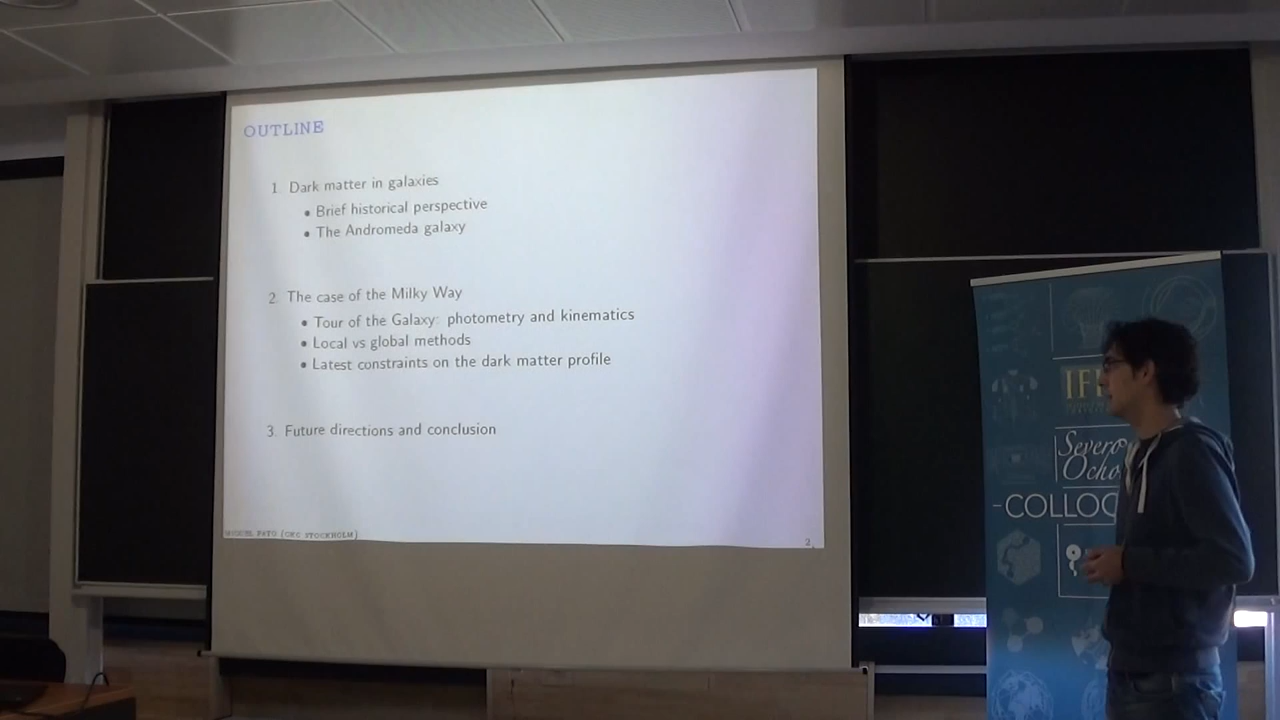 OUTLINE
1. Dark matter in galaxies
• Brief historical perspective
• The Andromeda galaxy
2. The case of the Milky Way
• Tour of the Galaxy: photometry and kinematics
• Local vs global methods
• Latest constraints on the dark matter profile
3. Future directions and conclusion
(OKC STOCKHOLM)
2
Severo
Ocho
-COLLOQ